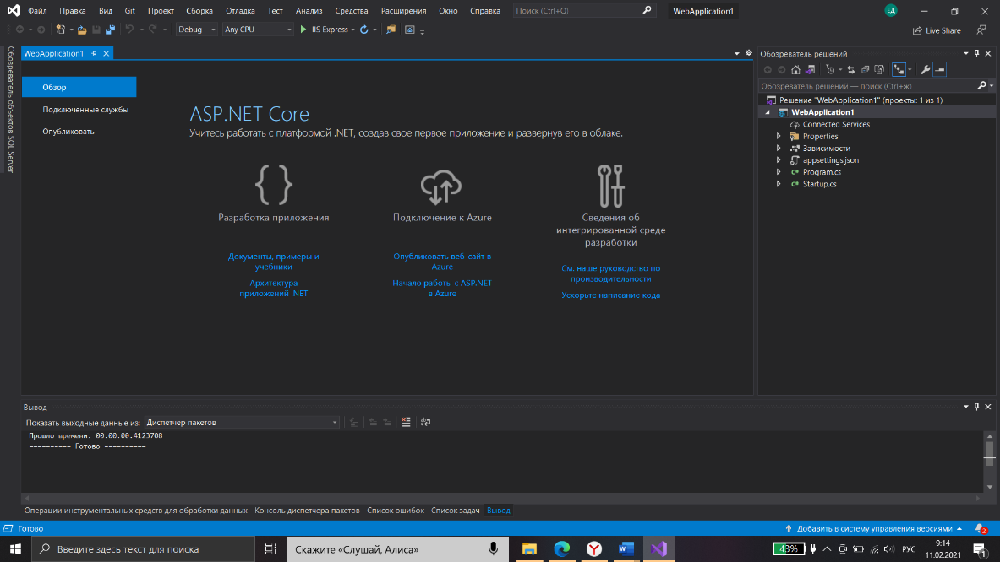 Файл Правка Вид Git Проект Сборка Отладка Тест Анализ Средства Расширения Окно Справка Поиск (Ctrl+Q) WebApplication1 ЕД
Debug Any CPU IIS Express Live Share
Обозреватель объектов SQL Server
WebApplication1
Обзор
Подключенные службы
Опубликовать
ASP.NET Core
Учитесь работать с платформой .NET, создав свое первое приложение и развернув его в облаке.
Разработка приложения
Документы, примеры и
учебники
Архитектура
приложений .NET
Подключение к Azure
Опубликовать веб-сайт в
Azure
Начало работы с ASP.NET
в Azure
Сведения об
интегрированной среде
разработки
См. наше руководство по
производительности
Ускорьте написание кода
Обозреватель решений
Обозреватель решений — поиск (Ctrl+ж)
Решение "WebApplication1" (проекты: 1 из 1)
WebApplication1
Connected Services
Properties
Зависимости
appsettings.json
C# Program.cs
C# Startup.cs
Вывод
Показать выходные данные из: Диспетчер пакетов
Прошло времени: 00:00:00.4123708
========== Готово ==========
Операции инструментальных средств для обработки данных Консоль диспетчера пакетов Список ошибок Список задач Вывод
Готово Добавить в систему управления версиями 2
Введите здесь текст для поиска Скажите «Слушай, Алиса» 43% РУС 9:14
11.02.2021 1